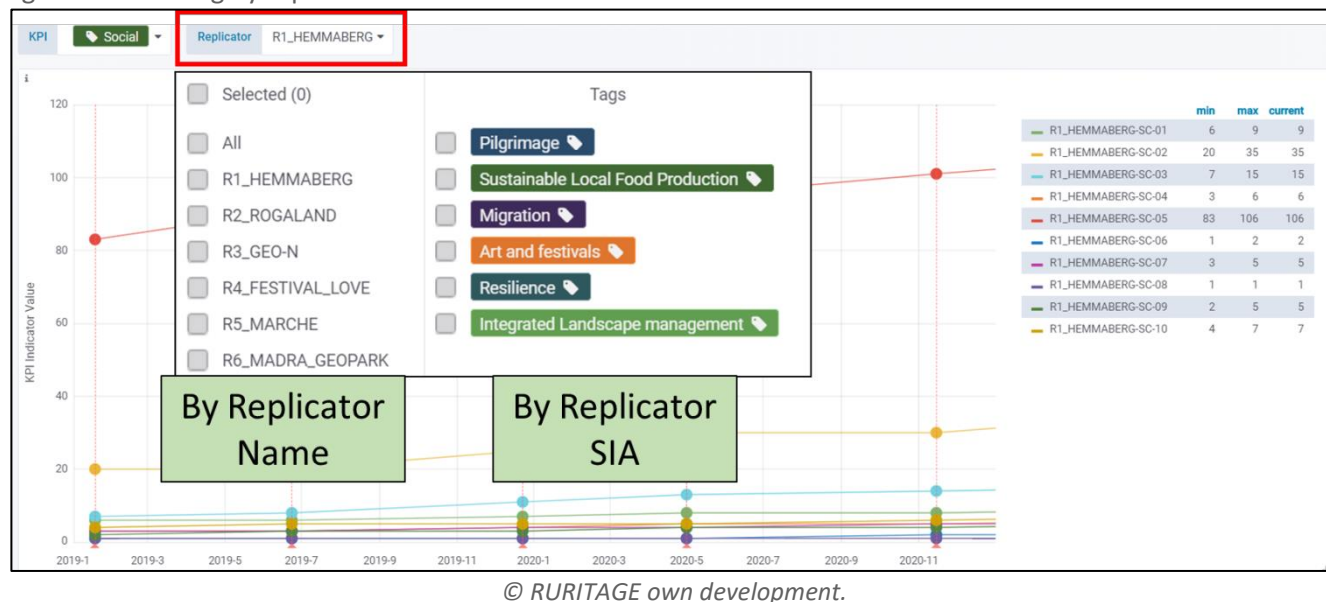 KPI Social Replicator R1_HEMMABERG
i
Selected (0) Tags
All Pilgrimage
R1_HEMMABERG Sustainable Local Food Production
R2_ROGALAND Migration
R3_GEO-N Art and festivals
R4_FESTIVAL_LOVE Resilience
R5_MARCHE Integrated Landscape management
R6_MADRA_GEOPARK
By Replicator
Name
By Replicator
SIA
KPI Indicator Value
120
100
80
60
40
20
0
2019-1 2019-3 2019-5 2019-7 2019-9 2019-11 2020-1 2020-3 2020-5 2020-7 2020-9 2020-11
min max current
R1_HEMMABERG-SC-01 6 9 9
R1_HEMMABERG-SC-02 20 35 35
R1_HEMMABERG-SC-03 7 15 15
R1_HEMMABERG-SC-04 3 6 6
R1_HEMMABERG-SC-05 83 106 106
R1_HEMMABERG-SC-06 1 2 2
R1_HEMMABERG-SC-07 3 5 5
R1_HEMMABERG-SC-08 1 1 1
R1_HEMMABERG-SC-09 2 5 5
R1_HEMMABERG-SC-10 4 7 7
© RURITAGE own development.